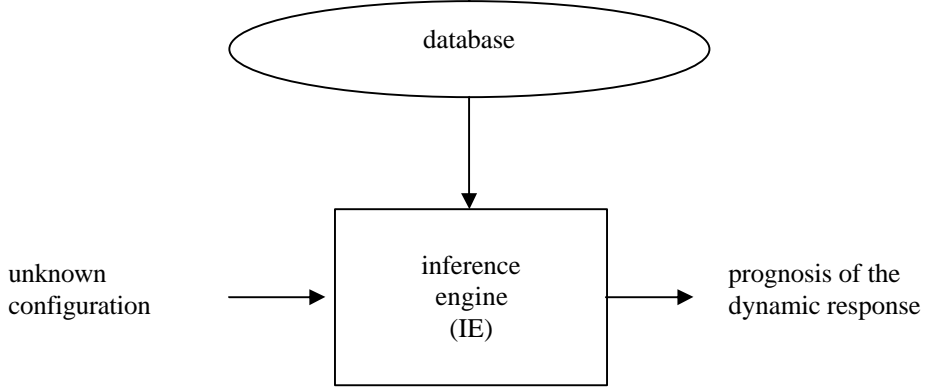 database
unknown
configuration
inference
engine
(IE)
prognosis of the
dynamic response